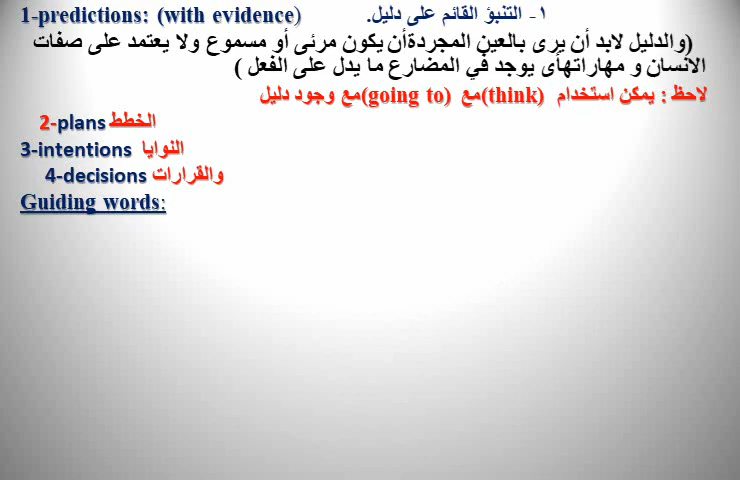 1-predictions: (with evidence) ١- التنبؤ القائم على دليل.
(والدليل لابد أن يرى بالعين المجردةأن يكون مرئى أو مسموع ولا يعتمد على صفات
الانسان و مهاراتهأى يوجد في المضارع ما يدل على الفعل )
لاحظ : يمكن استخدام (think)مع (going to)مع وجود دليل
2-plans الخطط
3-intentions النوايا
4-decisions والقرارات
Guiding words: